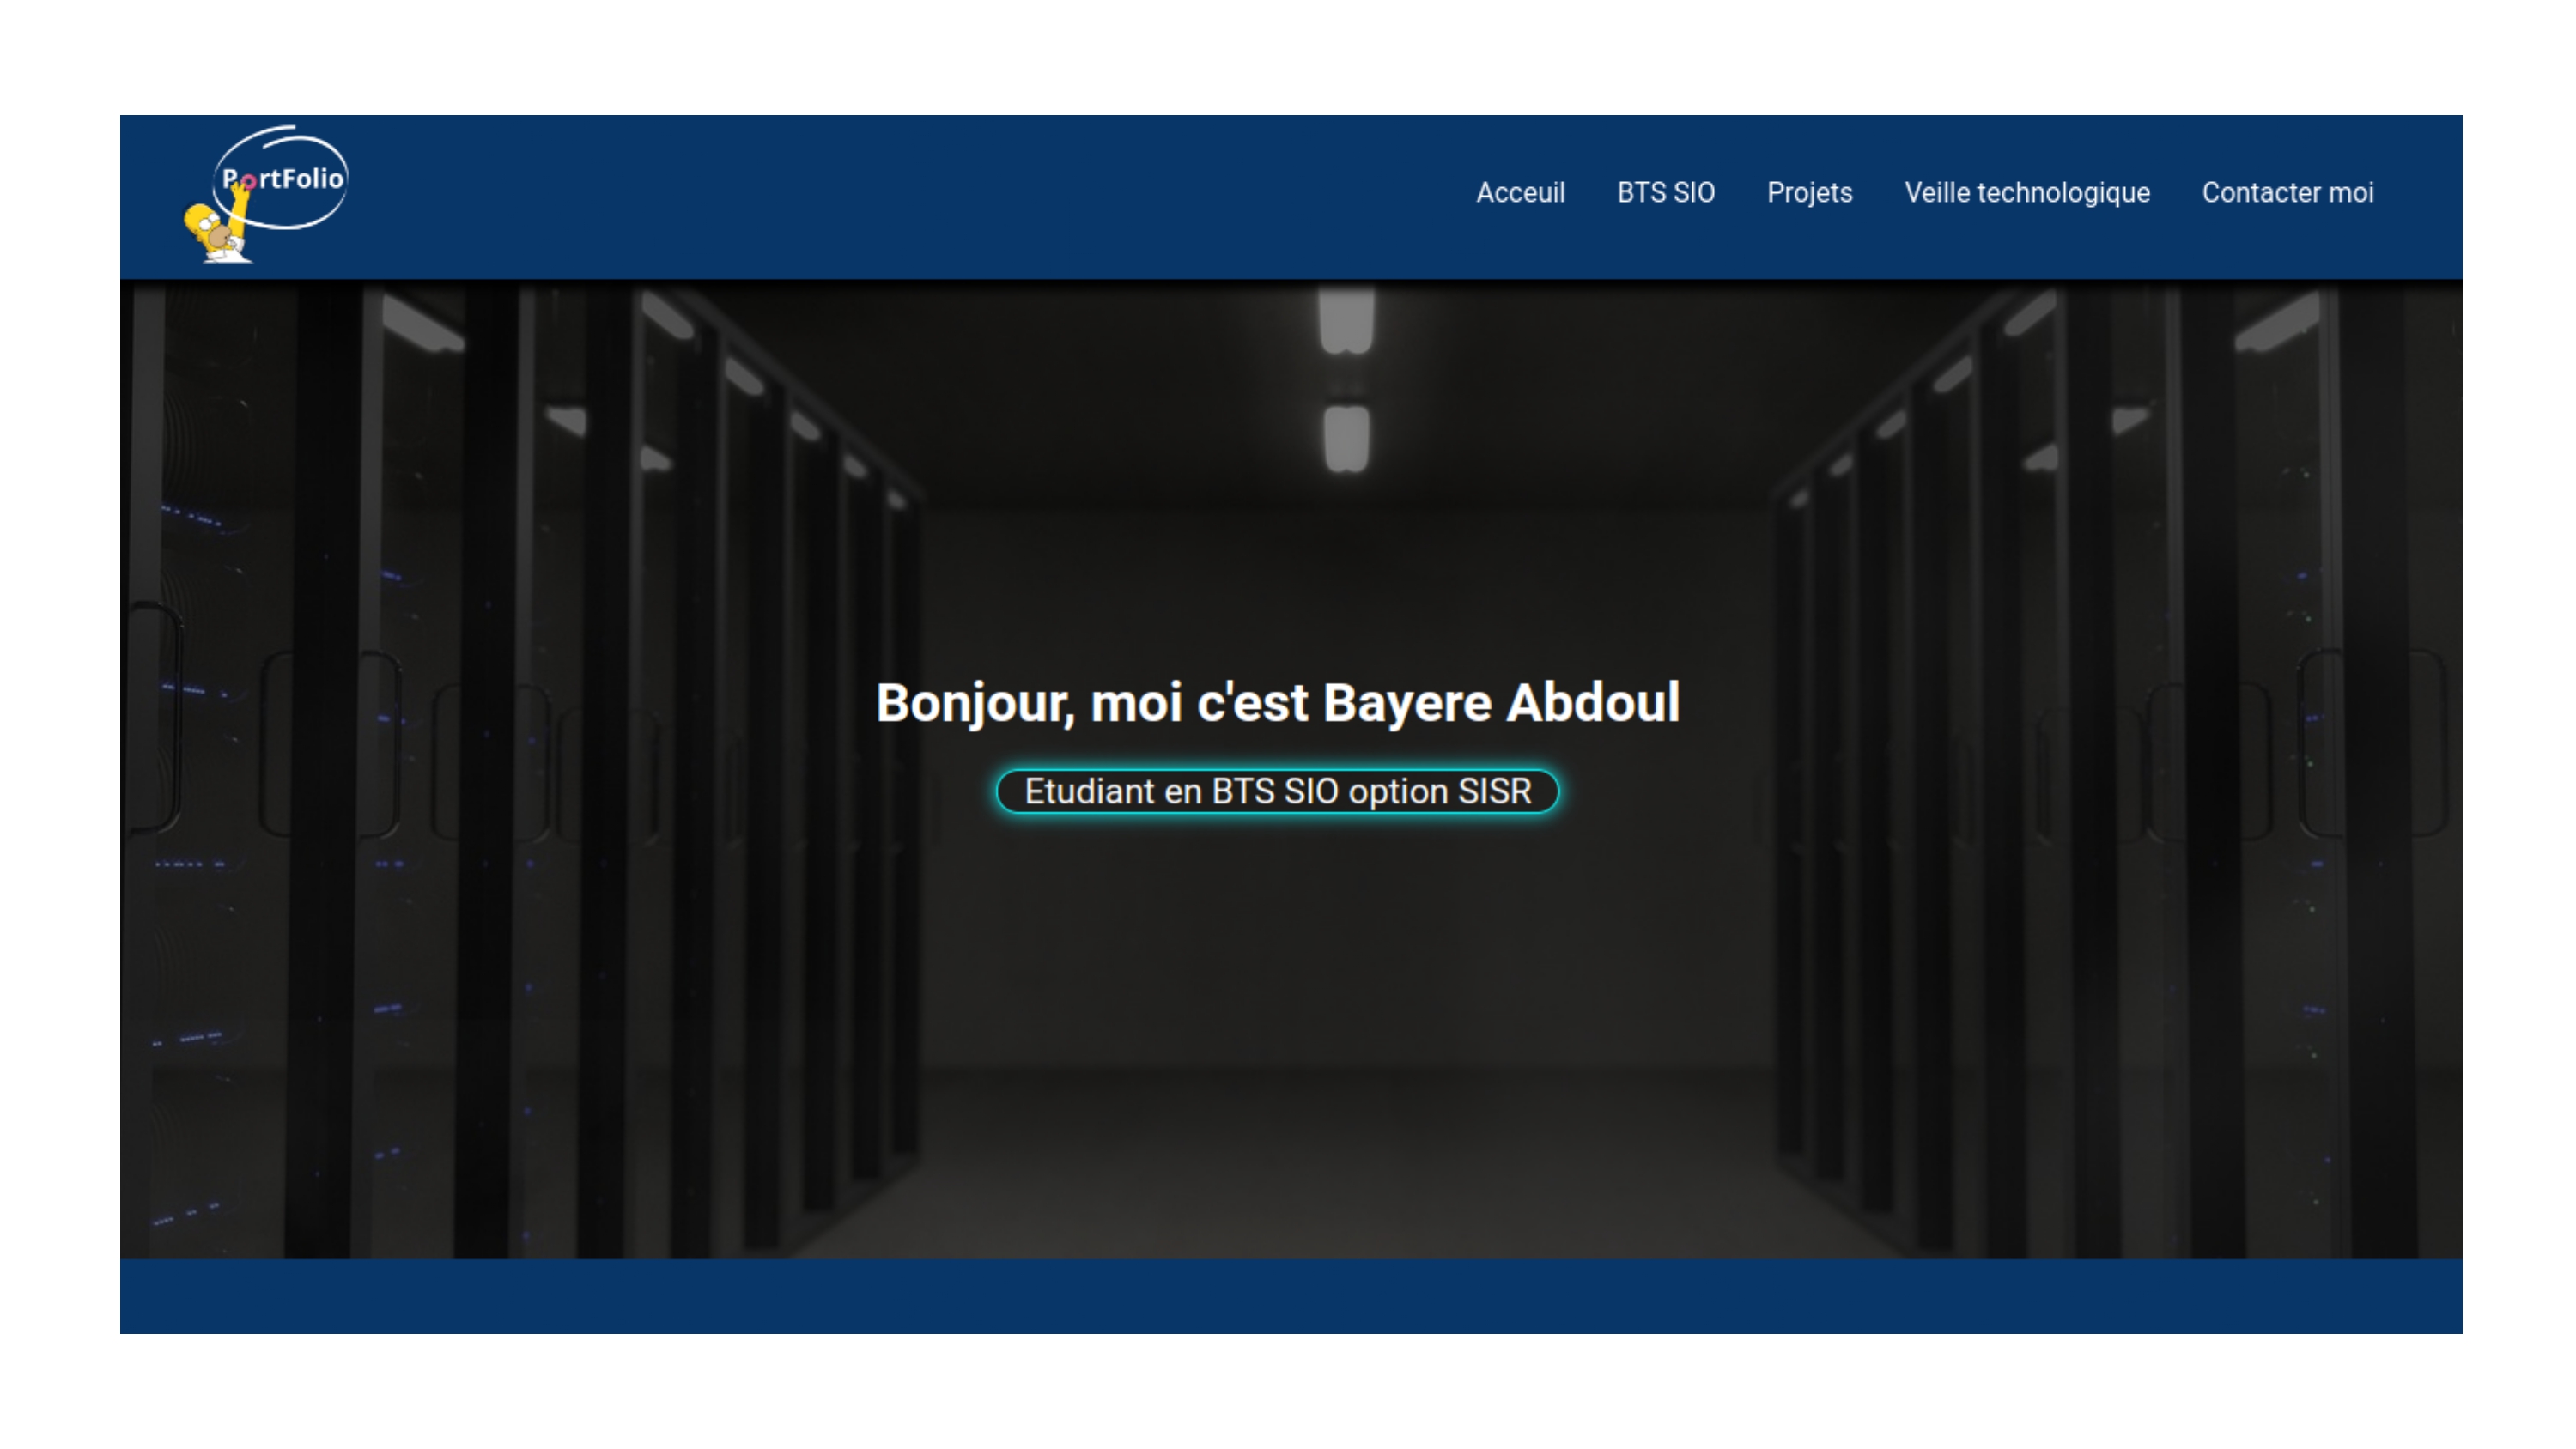 PortFolio
Acceuil BTS SIO Projets Veille technologique Contacter moi
Bonjour, moi c'est Bayere Abdoul
Etudiant en BTS SIO option SISR